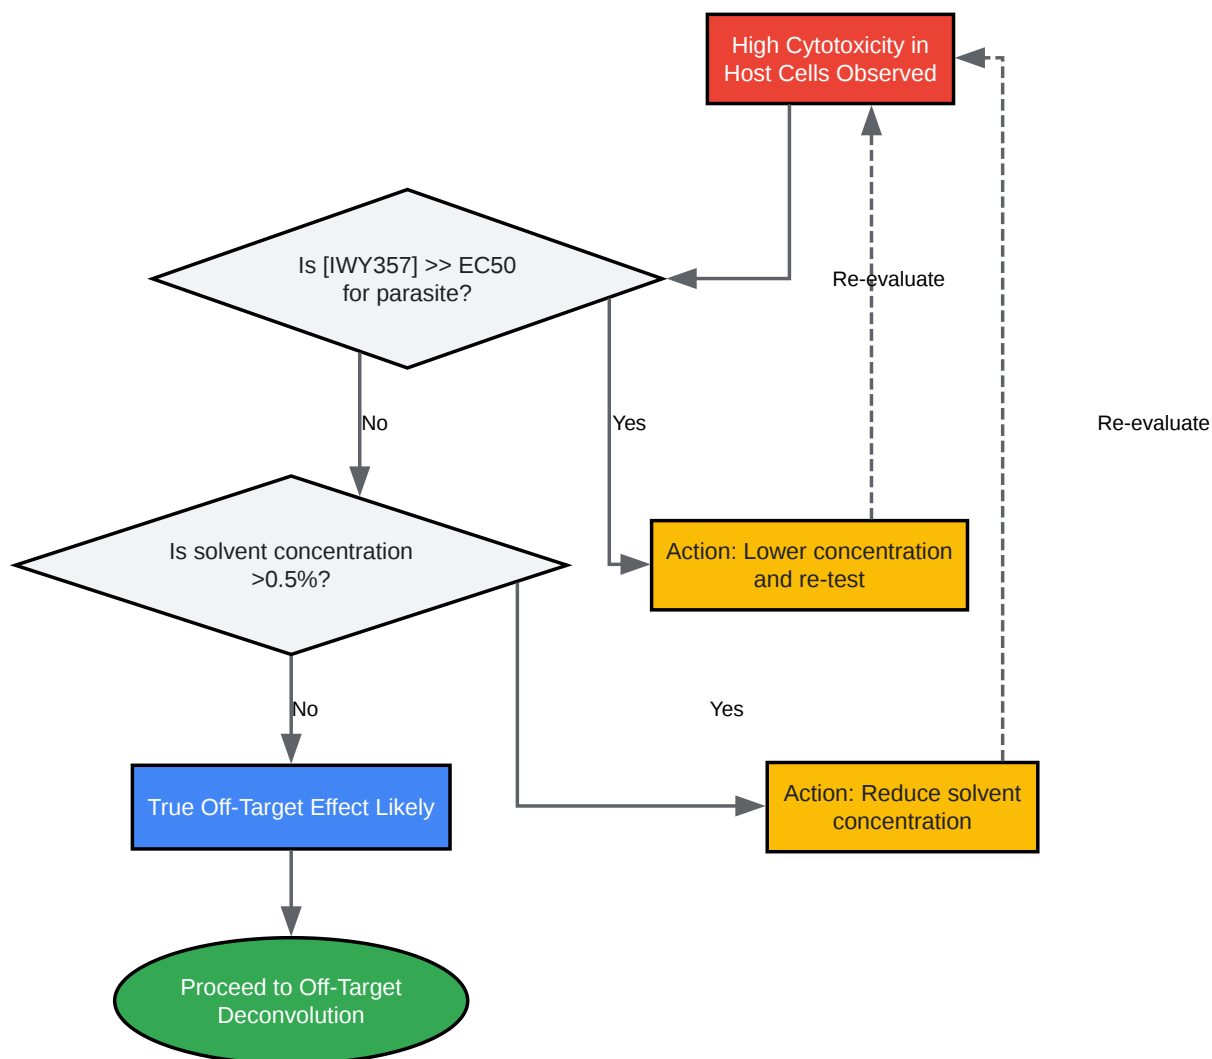 High Cytotoxicity in
Host Cells Observed
Is [IWY357] >> EC50
for parasite?
Re-evaluate
No
Yes
Re-evaluate
Is solvent concentration
>0.5%?
Action: Lower concentration
and re-test
No
Yes
True Off-Target Effect Likely
Action: Reduce solvent
concentration
Proceed to Off-Target
Deconvolution